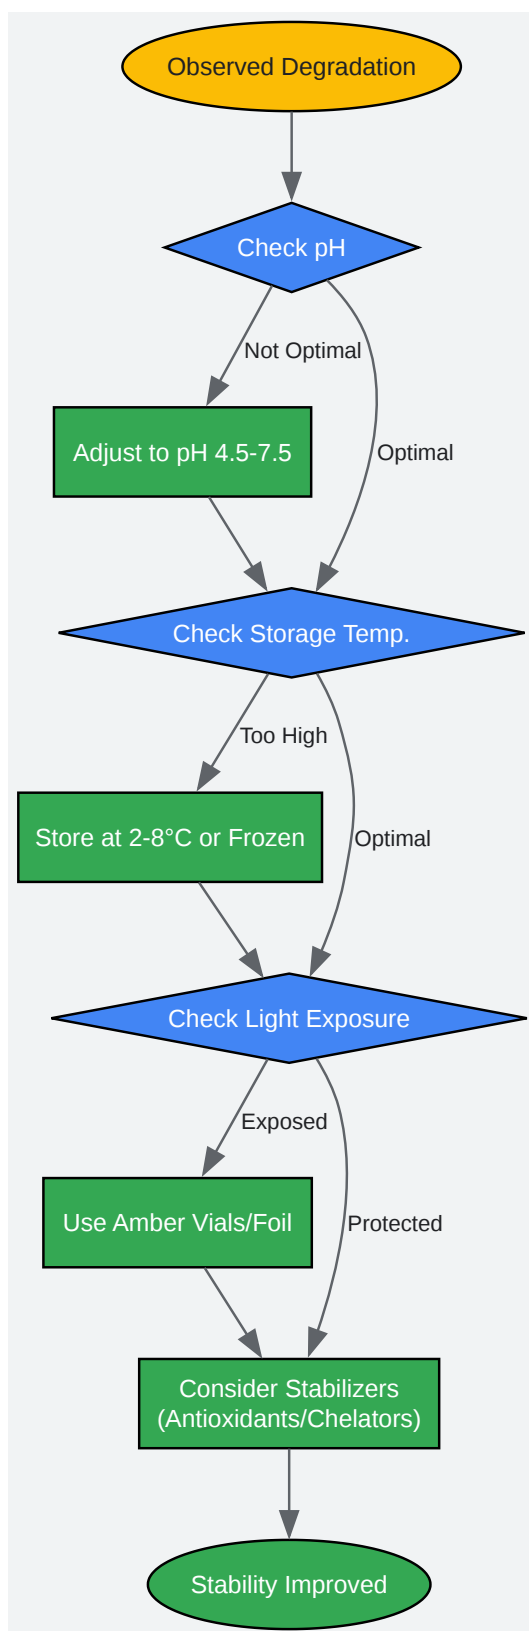 Observed Degradation
Check pH
Not Optimal
Adjust to pH 4.5-7.5
Optimal
Check Storage Temp.
Too High
Store at 2-8°C or Frozen
Optimal
Check Light Exposure
Exposed
Use Amber Vials/Foil
Protected
Consider Stabilizers
(Antioxidants/Chelators)
Stability Improved